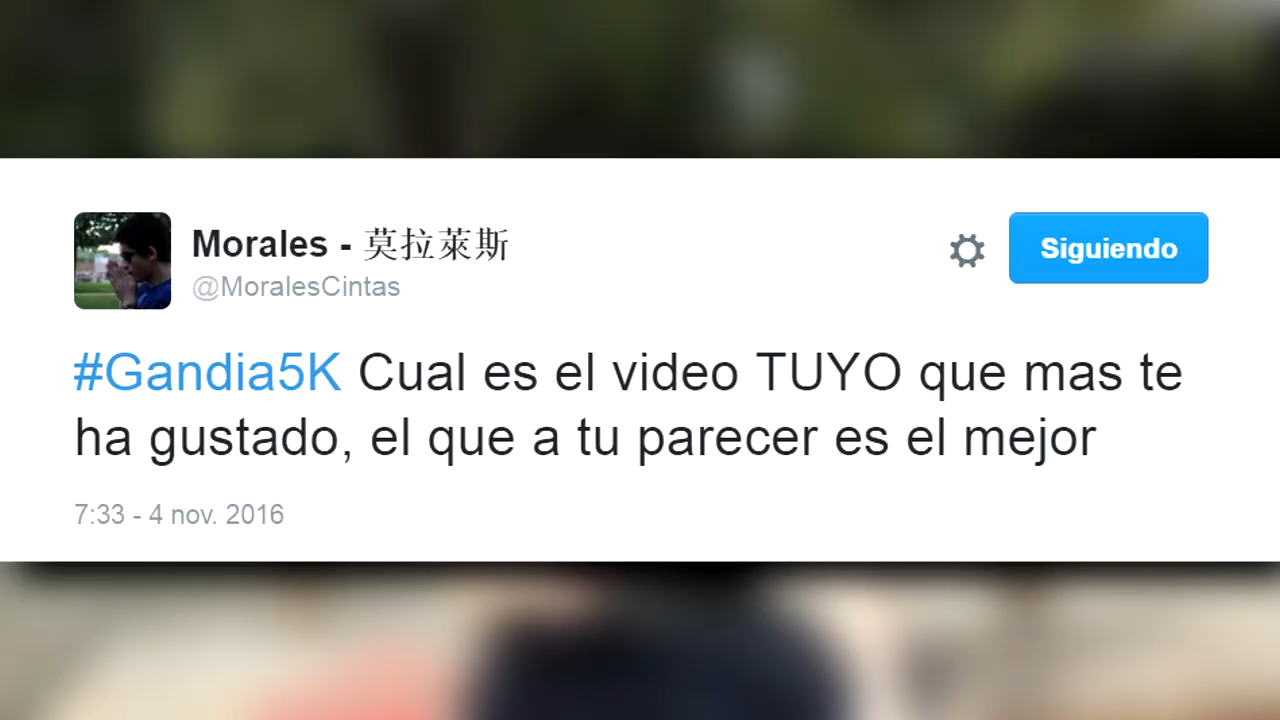 Morales - 莫拉萊斯
@MoralesCintas
Siguiendo
#Gandia5K Cual es el video TUYO que mas te
ha gustado, el que a tu parecer es el mejor
7:33 - 4 nov. 2016